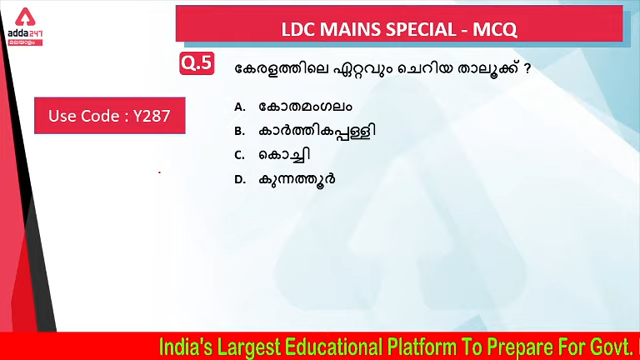 adda247
മലയാളം
LDC MAINS SPECIAL - MCQ
Q.5 കേരളത്തിലെ ഏറ്റവും ചെറിയ താലൂക്ക് ?
Use Code : Y287
A. കോതമംഗലം
B. കാർത്തികപ്പള്ളി
C. കൊച്ചി
D. കുന്നത്തൂർ
India's Largest Educational Platform To Prepare For Govt.